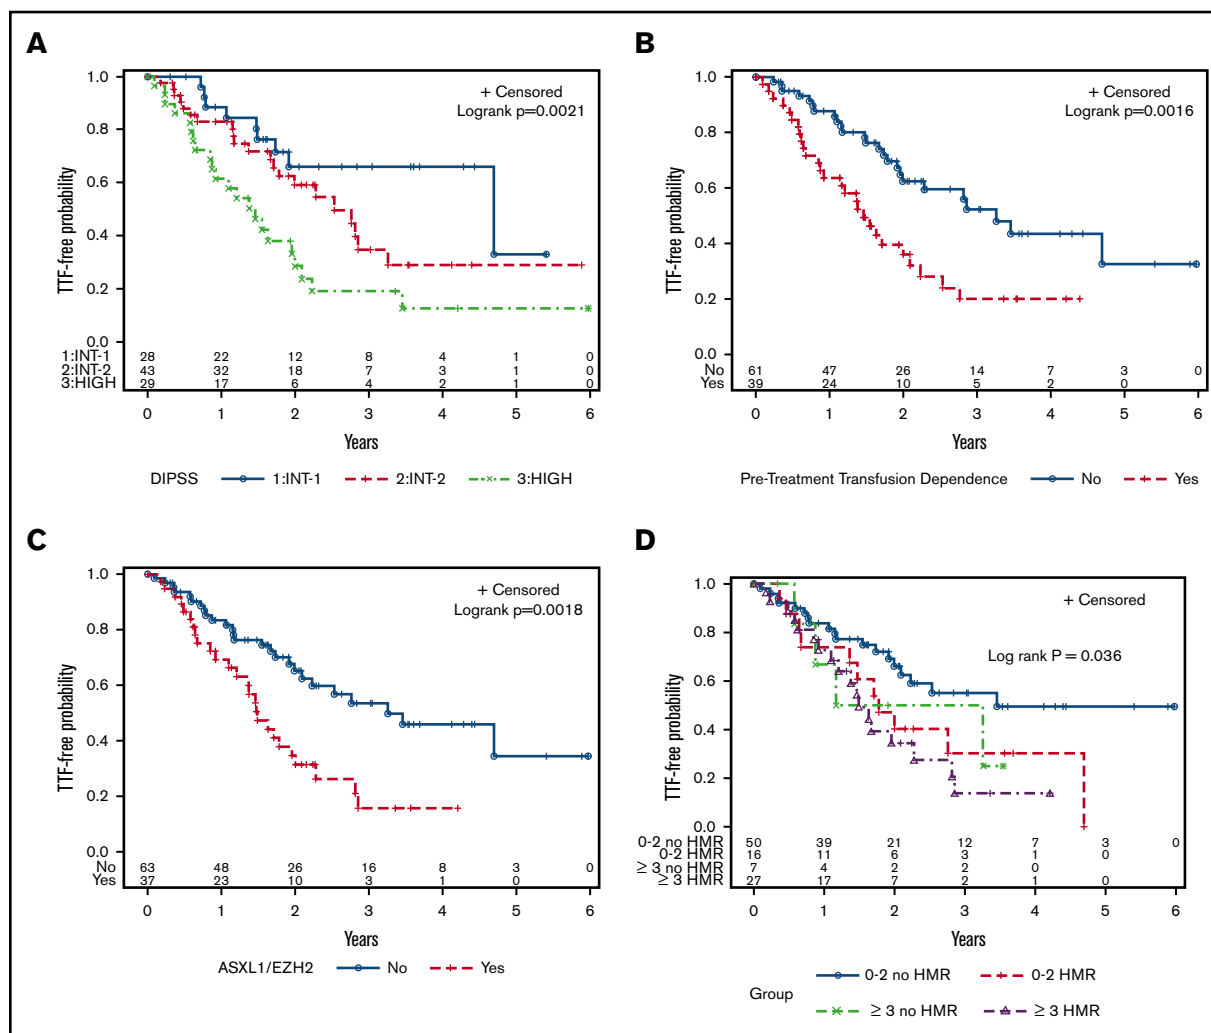 A
+ Censored
Logrank p=0.0021
TTF-free probability
1.0
0.8
0.6
0.4
0.2
0.0
1:INT-1 28 22 12 8 4 1 0
2:INT-2 43 32 18 7 3 1 0
3:HIGH 29 17 6 4 2 1 0
0 1 2 3 4 5 6
Years
DIPSS 1:INT-1 2:INT-2 3:HIGH
B
+ Censored
Logrank p=0.0016
TTF-free probability
1.0
0.8
0.6
0.4
0.2
0.0
No 61 47 26 14 7 3 0
Yes 39 24 10 5 2 0
0 1 2 3 4 5 6
Years
Pre-Treatment Transfusion Dependence No Yes
C
+ Censored
Logrank p=0.0018
TTF-free probability
1.0
0.8
0.6
0.4
0.2
0.0
No 63 48 26 16 8 3 0
Yes 37 23 10 3 1 0
0 1 2 3 4 5 6
Years
ASXL1/EZH2 No Yes
D
+ Censored
Log rank P = 0.036
TTF-free probability
1.0
0.8
0.6
0.4
0.2
0.0
0-2 no HMR 50 39 21 12 7 3 0
0-2 HMR 16 11 6 3 1 0
≥ 3 no HMR 7 4 2 2 0
≥ 3 HMR 27 17 7 2 1 0
0 1 2 3 4 5 6
Years
Group
0-2 no HMR 0-2 HMR
≥ 3 no HMR ≥ 3 HMR